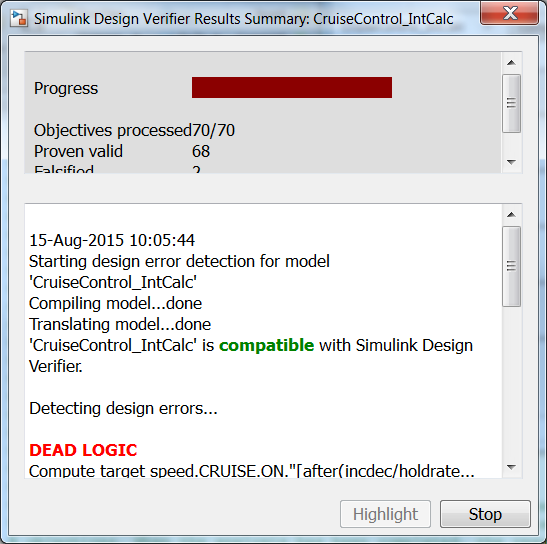 Simulink Design Verifier Results Summary: CruiseControl_IntCalc
Progress
Objectives processed70/70
Proven valid 68
Falsified 2
15-Aug-2015 10:05:44
Starting design error detection for model
'CruiseControl_IntCalc'
Compiling model...done
Translating model...done
'CruiseControl_IntCalc' is compatible with Simulink Design
Verifier.
Detecting design errors...
DEAD LOGIC
Compute target speed.CRUISE.ON."[after(incdec/holdrate...
Highlight Stop